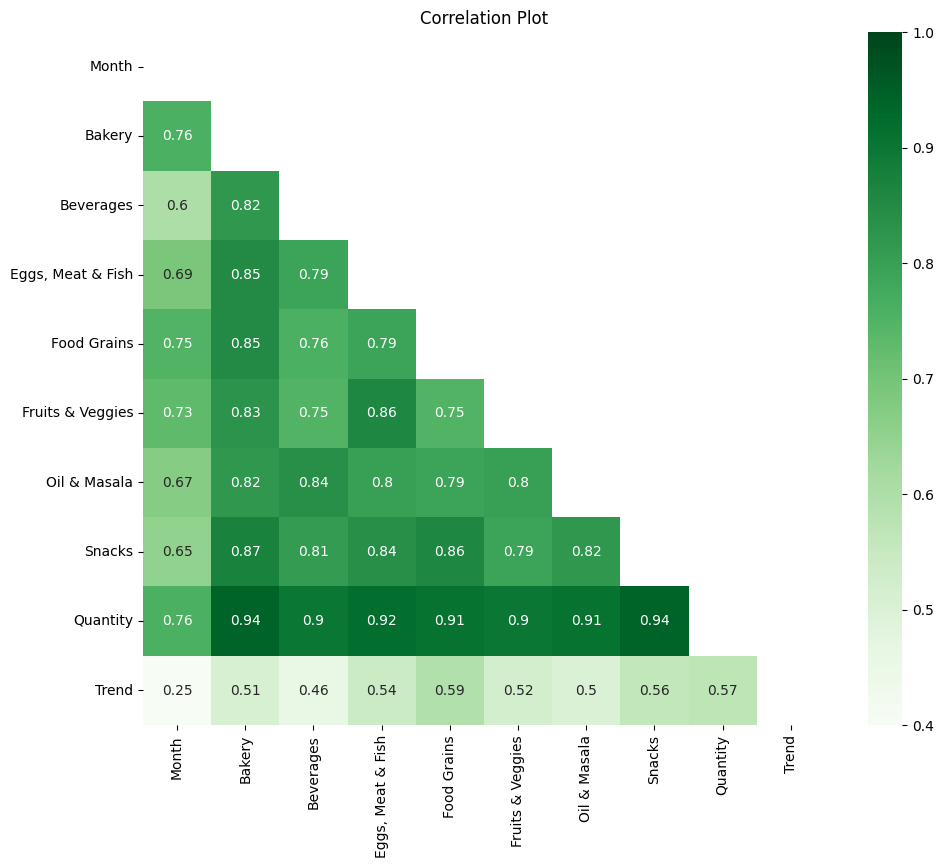 Correlation Plot
Month
Bakery 0.76
Beverages 0.6 0.82
Eggs, Meat & Fish 0.69 0.85 0.79
Food Grains 0.75 0.85 0.76 0.79
Fruits & Veggies 0.73 0.83 0.75 0.86 0.75
Oil & Masala 0.67 0.82 0.84 0.8 0.79 0.8
Snacks 0.65 0.87 0.81 0.84 0.86 0.79 0.82
Quantity 0.76 0.94 0.9 0.92 0.91 0.9 0.91 0.94
Trend 0.25 0.51 0.46 0.54 0.59 0.52 0.5 0.56 0.57
Month
Bakery
Beverages
Eggs, Meat & Fish
Food Grains
Fruits & Veggies
Oil & Masala
Snacks
Quantity
Trend
1.0
0.9
0.8
0.7
0.6
0.5
0.4